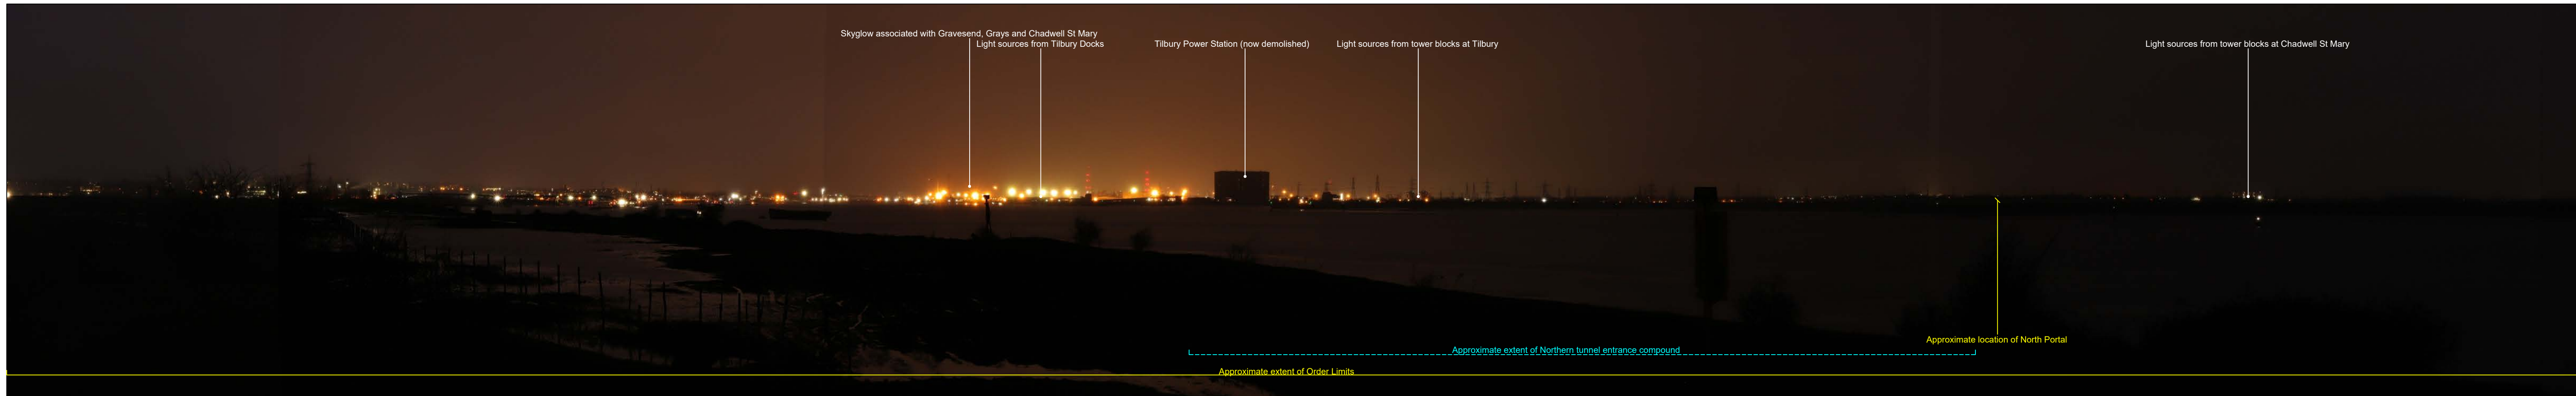 Skyglow associated with Gravesend, Grays and Chadwell St Mary
Light sources from Tilbury Docks
Tilbury Power Station (now demolished)
Light sources from tower blocks at Tilbury
Light sources from tower blocks at Chadwell St Mary
Approximate location of North Portal
Approximate extent of Northern tunnel entrance compound
Approximate extent of Order Limits